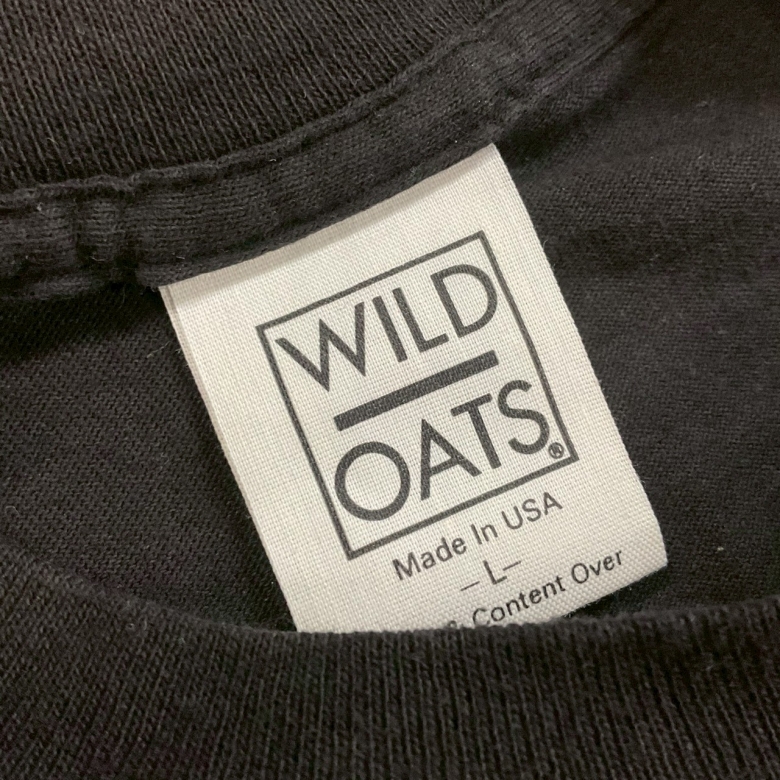 WILD
OATS®
Made In USA
-L-
& Content Over